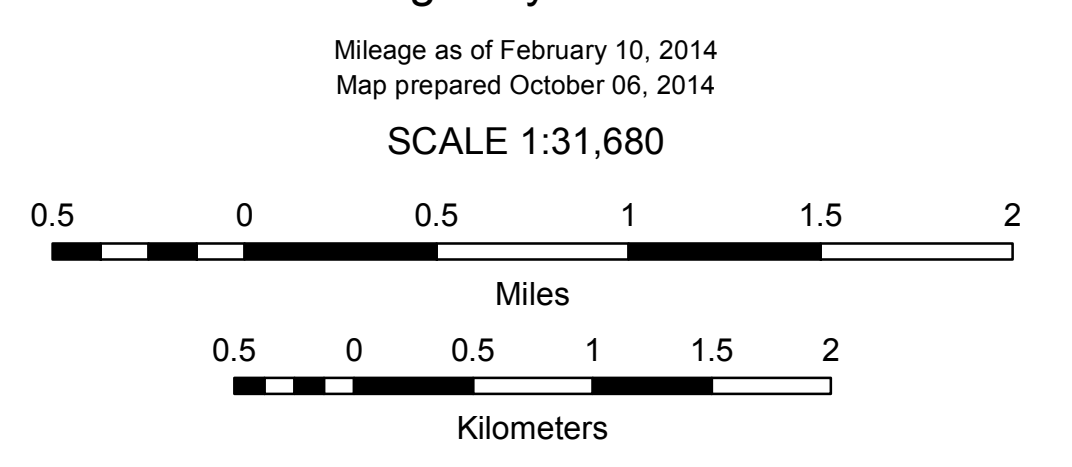 Mileage as of February 10, 2014
Map prepared October 06, 2014
SCALE 1:31,680
0.5 0 0.5 1 1.5 2
Miles
0.5 0 0.5 1 1.5 2
Kilometers